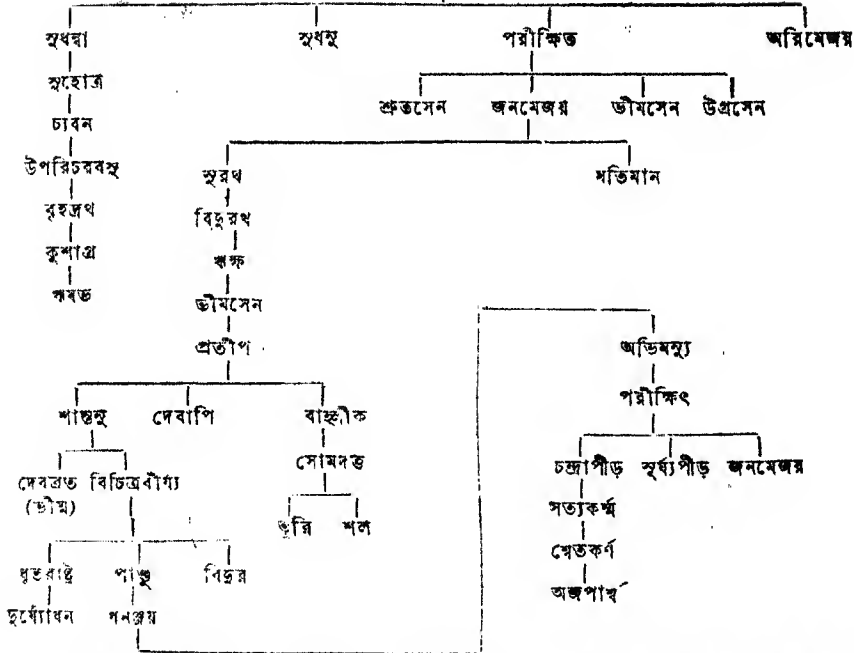 সুধন্বা সুধনু পরীক্ষিত অরিমেজয়
সুহোত্র
শ্রুতসেন জনমেজয় ভীমসেন উগ্রসেন
চ্যবন
উপরিচরবসু সুরথ মতিমান
বৃহদ্রথ বিদুরথ
কুশাগ্র ঋক্ষ
ঋষভ ভীমসেন
প্রতীপ অভিমন্যু
পরীক্ষিৎ
শান্তনু দেবাপি বাহ্লীক
সোমদত্ত চন্দ্রাপীড় সূর্য্যপীড় জনমেজয়
দেবব্রত বিচিত্রবীর্য্য
(ভীষ্ম) সত্যকর্ম্ম
ভূরি শল
শ্বেতকর্ণ
ধৃতরাষ্ট্র পাণ্ডু বিদুর
অজপার্শ্ব
দুর্য্যোধন ধনঞ্জয়